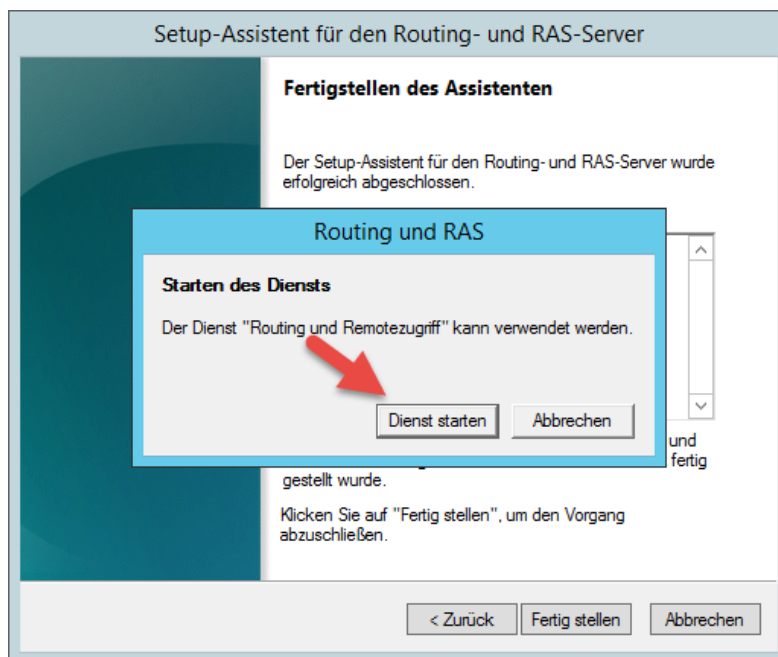 Setup-Assistent für den Routing- und RAS-Server
Fertigstellen des Assistenten
Der Setup-Assistent für den Routing- und RAS-Server wurde
erfolgreich abgeschlossen.
Routing und RAS
Starten des Diensts
Der Dienst "Routing und Remotezugriff" kann verwendet werden.
Dienst starten
Abbrechen
und
fertig
gestellt wurde.
Klicken Sie auf "Fertig stellen", um den Vorgang
abzuschließen.
< Zurück
Fertig stellen
Abbrechen